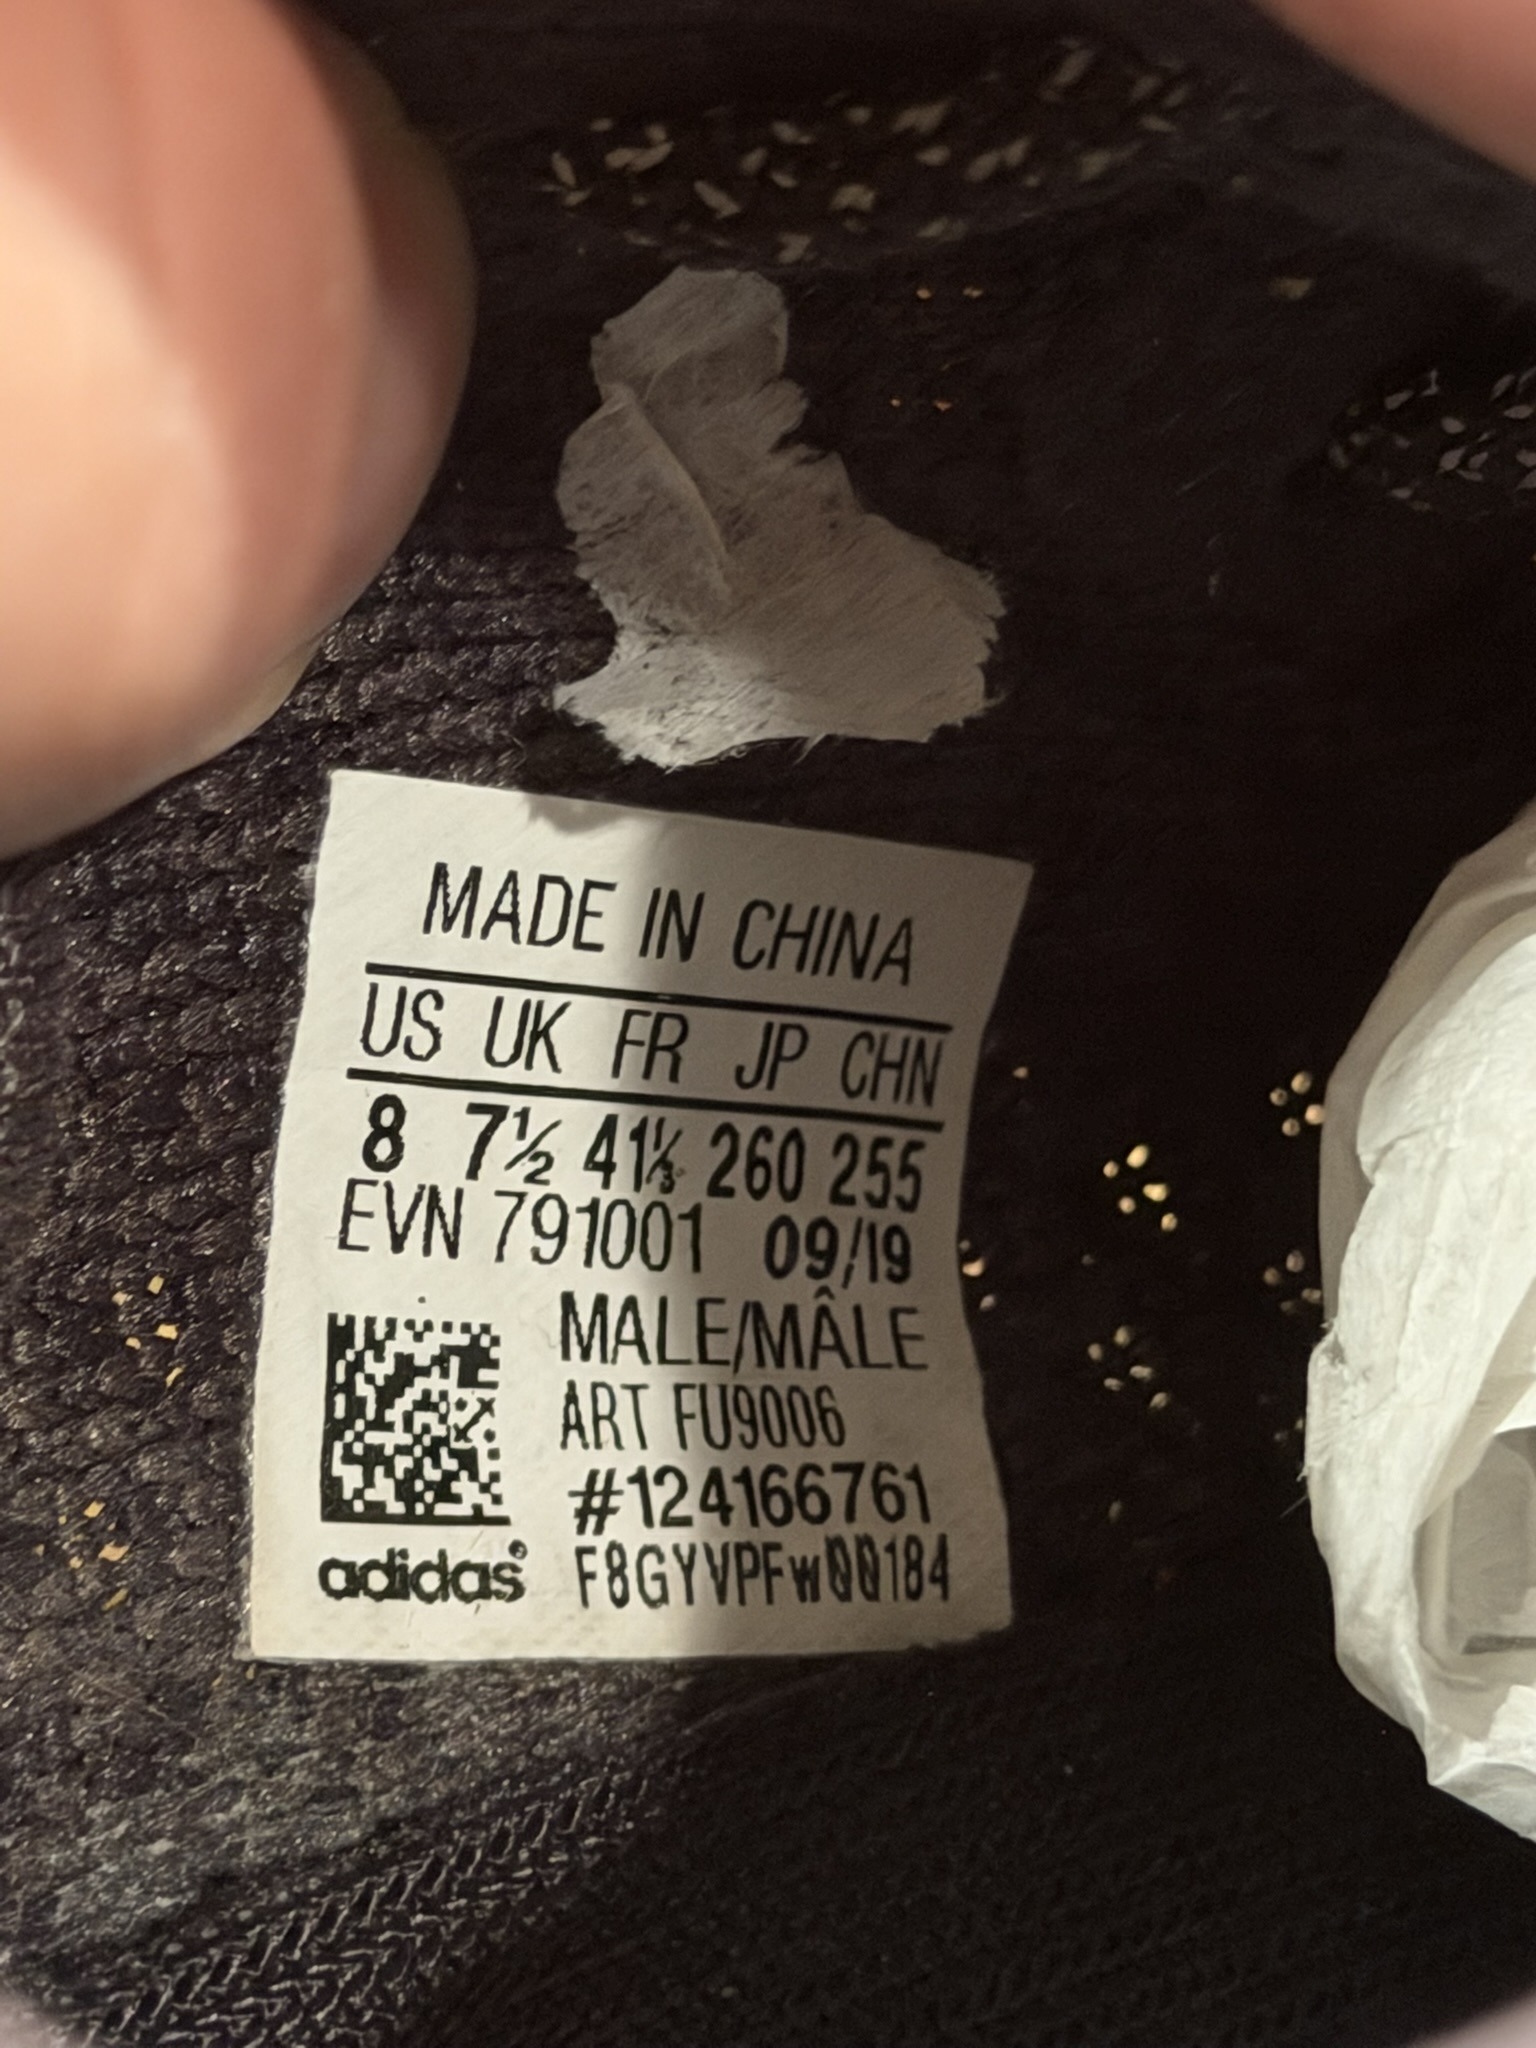 MADE IN CHINA
US UK FR JP CHN
8 7½ 41⅓ 260 255
EVN 791001 09/19
MALE/MÂLE
ART FU9006
#124166761
adidas® F8GYVPFW00184